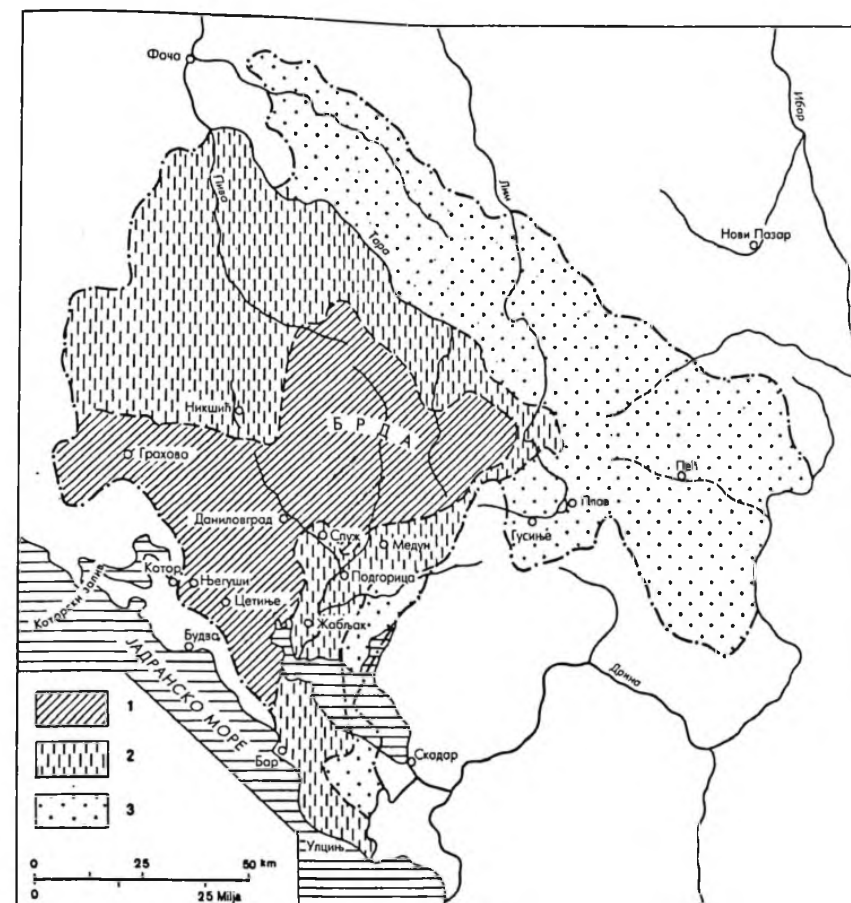 Фоча
Ибар
Лим
Пива
Тара
Нови Пазар
Никшић
БРДА
Грахово
Пећ
Плав
Гусиње
Даниловград
Спуж
Медун
Подгорица
Котор
Његуши
Цетиње
Которски залив
Жабљак
Будва
ЈАДРАНСКО МОРЕ
Дрина
1
2
Бар
Скадар
3
Улцињ
0 25 50 km
0 25 Milja